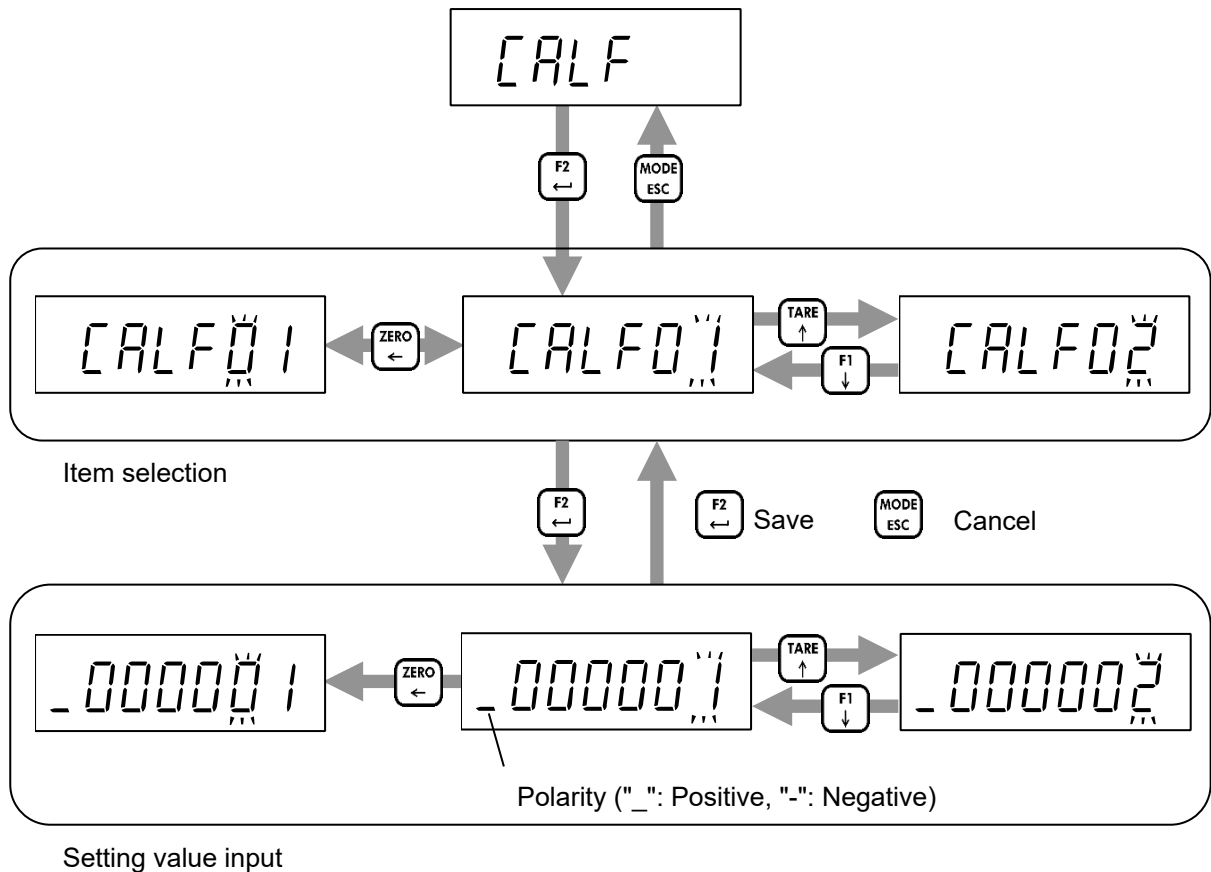 CALF
F2
←
MODE
ESC
CALF01
ZERO
←
CALF01
TARE
↑
F1
↓
CALF02
Item selection
F2
←
F2
←
Save
MODE
ESC
Cancel
_000001
ZERO
←
_000001
TARE
↑
F1
↓
_000002
Polarity ("_": Positive, "-": Negative)
Setting value input